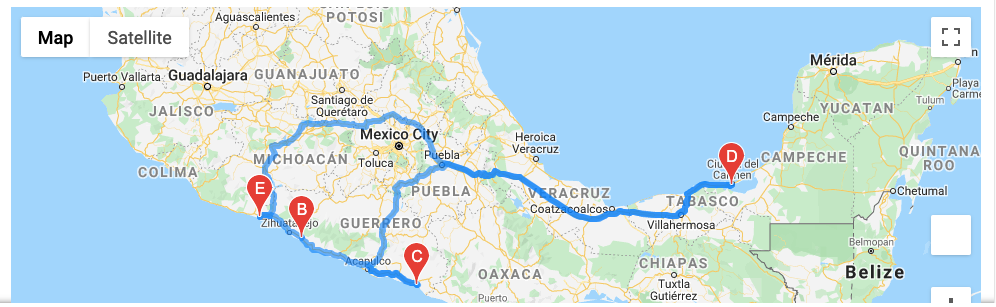 POTOSI
Aguascalientes
Map
Satellite
Mérida
Puerto Vallarta
Guadalajara
GUANAJUATO
Playa
Carme
Tulum
Santiago de
Querétaro
JALISCO
YUCATAN
Campeche
Mexico City
Heroica
Veracruz
QUINTANA
ROO
MICHOACÁN
Toluca
Puebla
D
Ciudad del
Carmen
CAMPECHE
COLIMA
E
PUEBLA
VERACRUZ
Chetumal
B
Coatzacoalcos
TABASCO
Zihuatanejo
GUERRERO
Villahermosa
Belmopan
Acapulco
C
OAXACA
CHIAPAS
Belize
Tuxtla
Gutiérrez
Puerto